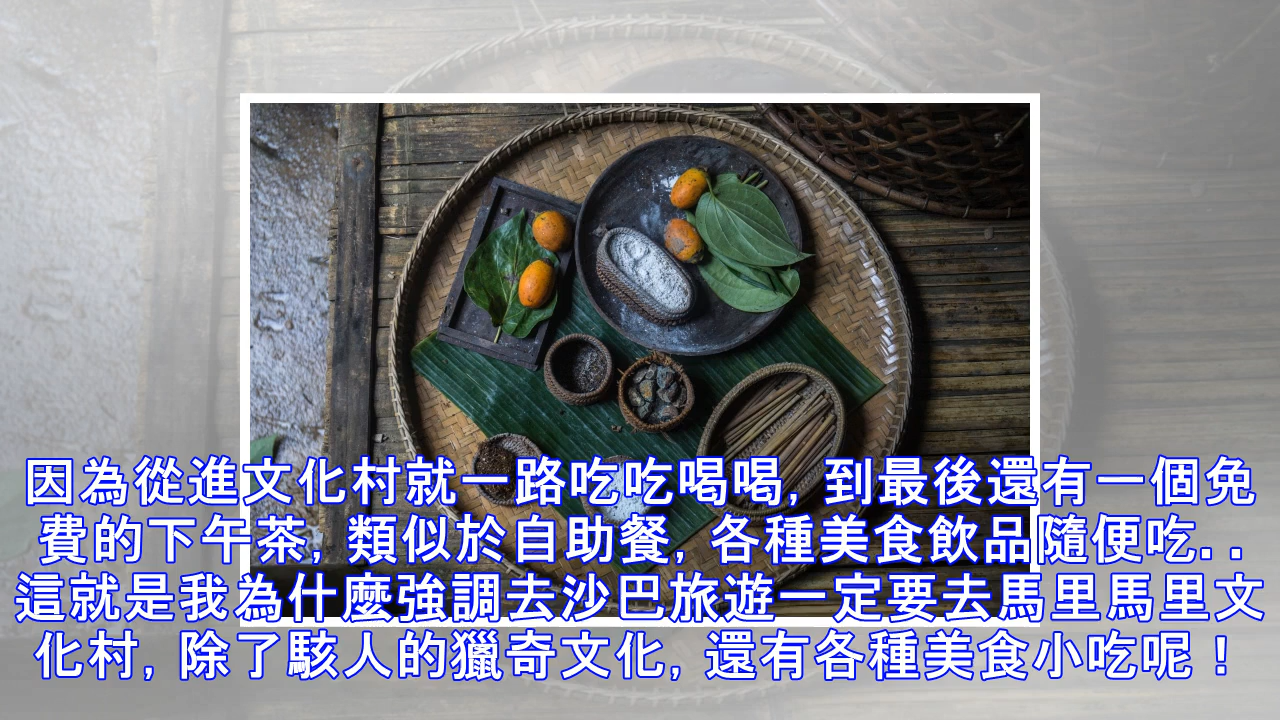 因為從進文化村就一路吃吃喝喝, 到最後還有一個免
費的下午茶, 類似於自助餐, 各種美食飲品隨便吃..
這就是我為什麼強調去沙巴旅遊一定要去馬里馬里文
化村, 除了駭人的獵奇文化, 還有各種美食小吃呢！